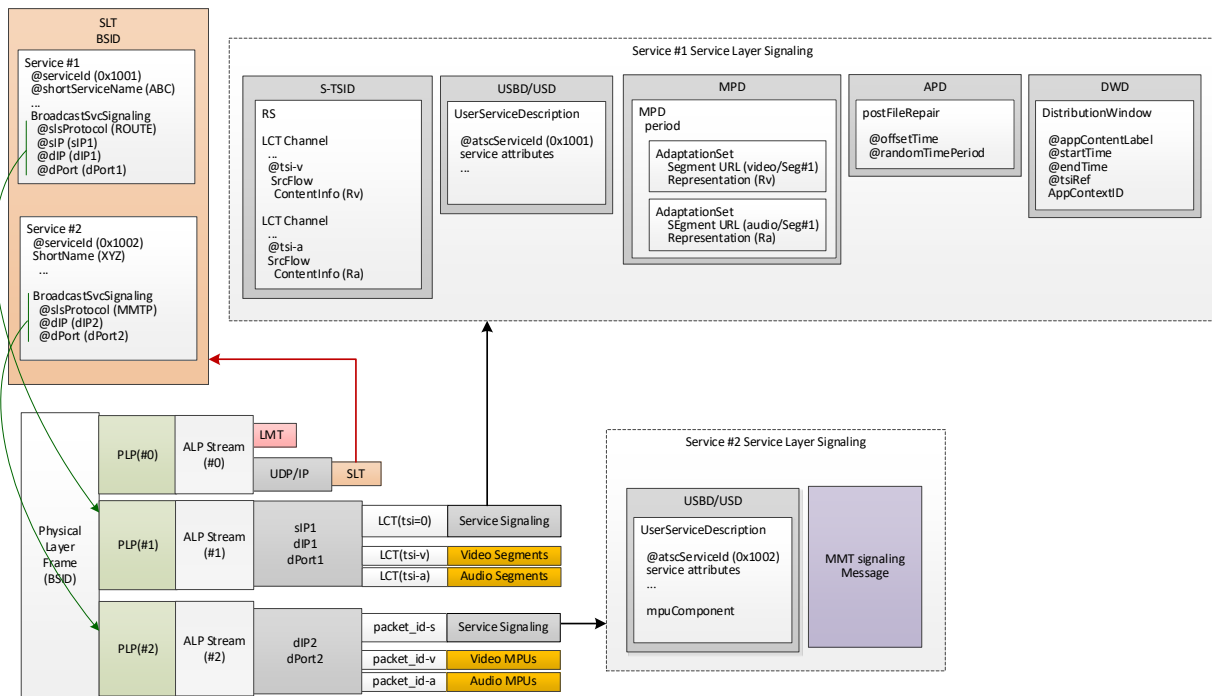 SLT
BSID
Service #1
@serviceId (0x1001)
@shortServiceName (ABC)
...
BroadcastSvcSignaling
@slsProtocol (ROUTE)
@sIP (sIP1)
@dIP (dIP1)
@dPort (dPort1)
Service #2
@serviceId (0x1002)
ShortName (XYZ)
...
BroadcastSvcSignaling
@slsProtocol (MMTP)
@dIP (dIP2)
@dPort (dPort2)
Service #1 Service Layer Signaling
S-TSID
RS
LCT Channel
...
@tsi-v
SrcFlow
ContentInfo (Rv)
LCT Channel
...
@tsi-a
SrcFlow
ContentInfo (Ra)
USBD/USD
UserServiceDescription
@atscServiceId (0x1001)
service attributes
...
MPD
MPD
period
AdaptationSet
Segment URL (video/Seg#1)
Representation (Rv)
AdaptationSet
SEgment URL (audio/Seg#1)
Representation (Ra)
APD
postFileRepair
@offsetTime
@randomTimePeriod
DWD
DistributionWindow
@appContentLabel
@startTime
@endTime
@tsiRef
AppContextID
Physical
Layer
Frame
(BSID)
PLP(#0)
ALP Stream
(#0)
LMT
UDP/IP
SLT
PLP(#1)
ALP Stream
(#1)
sIP1
dIP1
dPort1
LCT(tsi=0)
Service Signaling
LCT(tsi-v)
Video Segments
LCT(tsi-a)
Audio Segments
PLP(#2)
ALP Stream
(#2)
dIP2
dPort2
packet_id-s
Service Signaling
packet_id-v
Video MPUs
packet_id-a
Audio MPUs
Service #2 Service Layer Signaling
USBD/USD
UserServiceDescription
@atscServiceId (0x1002)
service attributes
...
mpuComponent
MMT signaling
Message